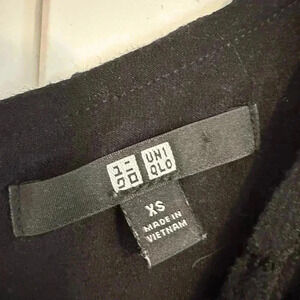 ユニ
クロ
UNI
QLO
XS
MADE IN
VIETNAM